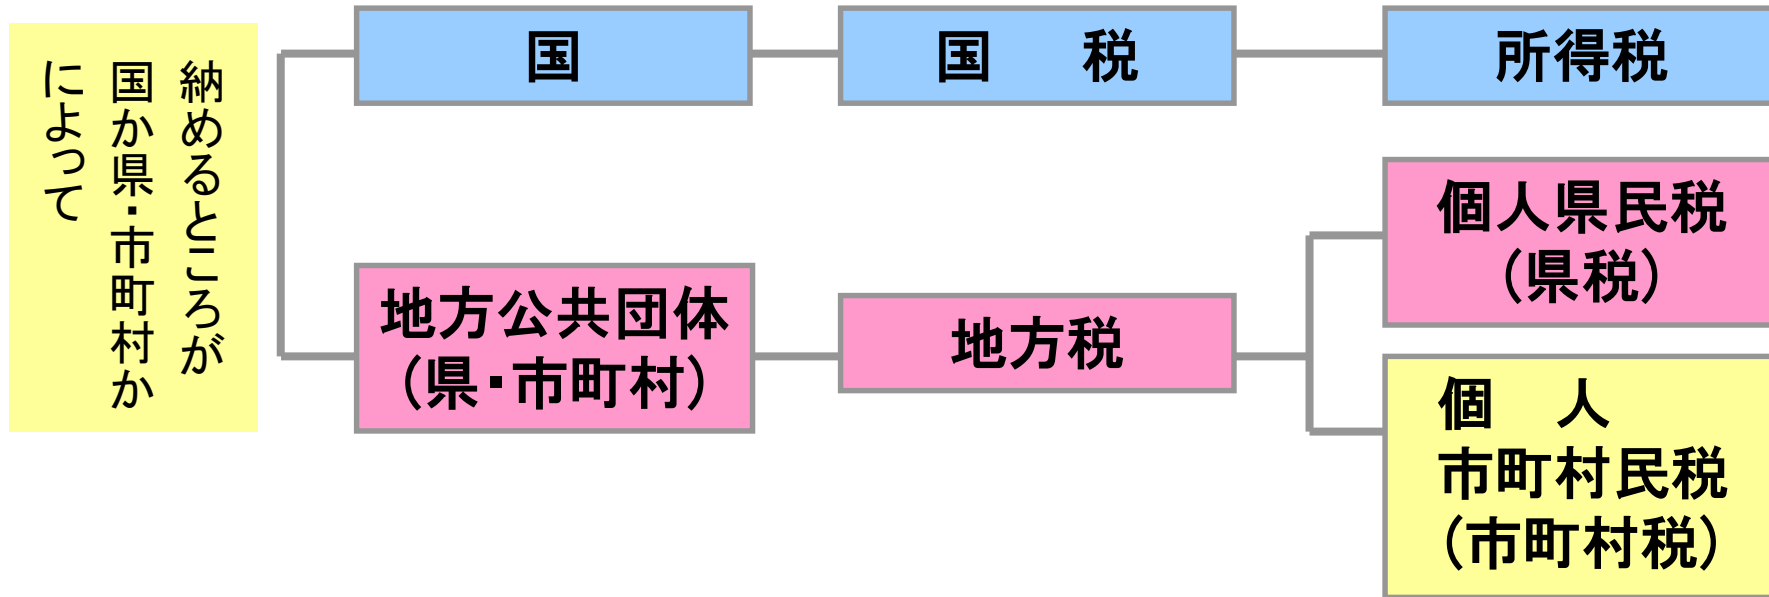 納めるところが
国か県・市町村か
によって
国
国　税
所得税
地方公共団体
（県・市町村）
地方税
個人県民税
（県税）
個　人
市町村民税
（市町村税）